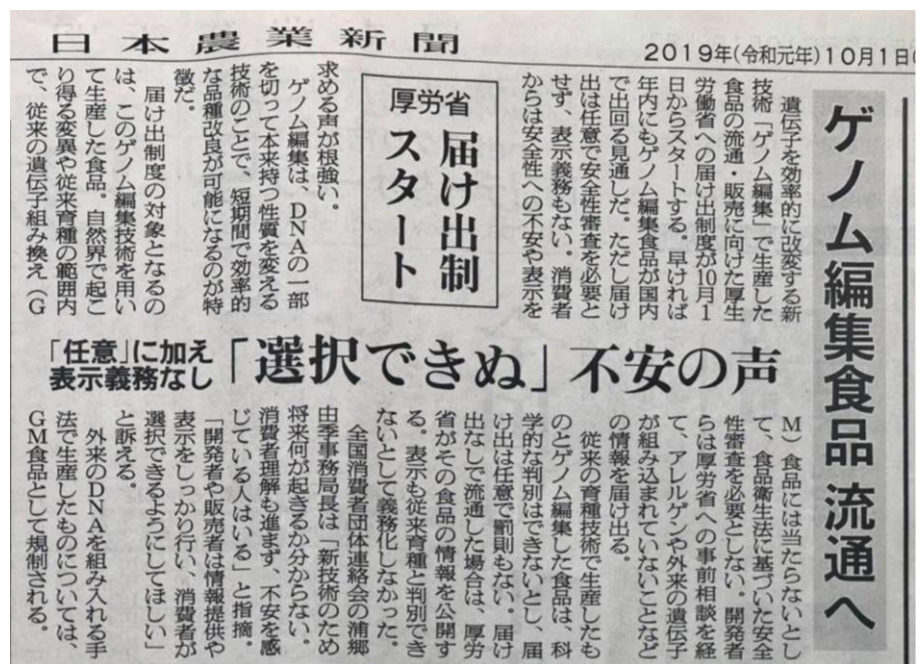 日本農業新聞
2019年(令和元年)10月1日(
ゲノム編集食品 流通へ
厚労省
届け出制
スタート
遺伝子を効率的に改変する新
技術「ゲノム編集」で生産した
食品の流通・販売に向けた厚生
労働省への届け出制度が10月1
日からスタートする。早ければ
年内にもゲノム編集食品が国内
で出回る見通しだ。ただし届け
出は任意で安全性審査を必要と
せず、表示義務もない。消費者
からは安全性への不安や表示を
求める声が根強い。
ゲノム編集は、DNAの一部
を切って本来持つ性質を変える
技術のことで、短期間で効率的
な品種改良が可能になるのが特
徴だ。
届け出制度の対象となるの
は、このゲノム編集技術を用い
て生産した食品。自然界で起こ
り得る変異や従来育種の範囲内
で、従来の遺伝子組み換え(G
「任意」に加え
表示義務なし
「選択できぬ」不安の声
M)食品には当たらないとし
て、食品衛生法に基づいた安全
性審査を必要としない。開発者
らは厚労省への事前相談を経
て、アレルゲンや外来の遺伝子
が組み込まれていないことなど
の情報を届け出る。
従来の育種技術で生産したも
のとゲノム編集した食品は、科
学的な判別はできないとし、届
け出は任意で罰則もない。届け
出なしで流通した場合は、厚労
省がその食品の情報を公開す
る。表示も従来育種と判別でき
ないとして義務化しなかった。
全国消費者団体連絡会の浦郷
由季事務局長は「新技術のため
将来何が起きるか分からない。
消費者理解も進まず、不安を感
じている人はいる」と指摘。
「開発者や販売者は情報提供や
表示をしっかり行い、消費者が
選択できるようにしてほしい」
と訴える。
外来のDNAを組み入れる手
法で生産したものについては、
GM食品として規制される。